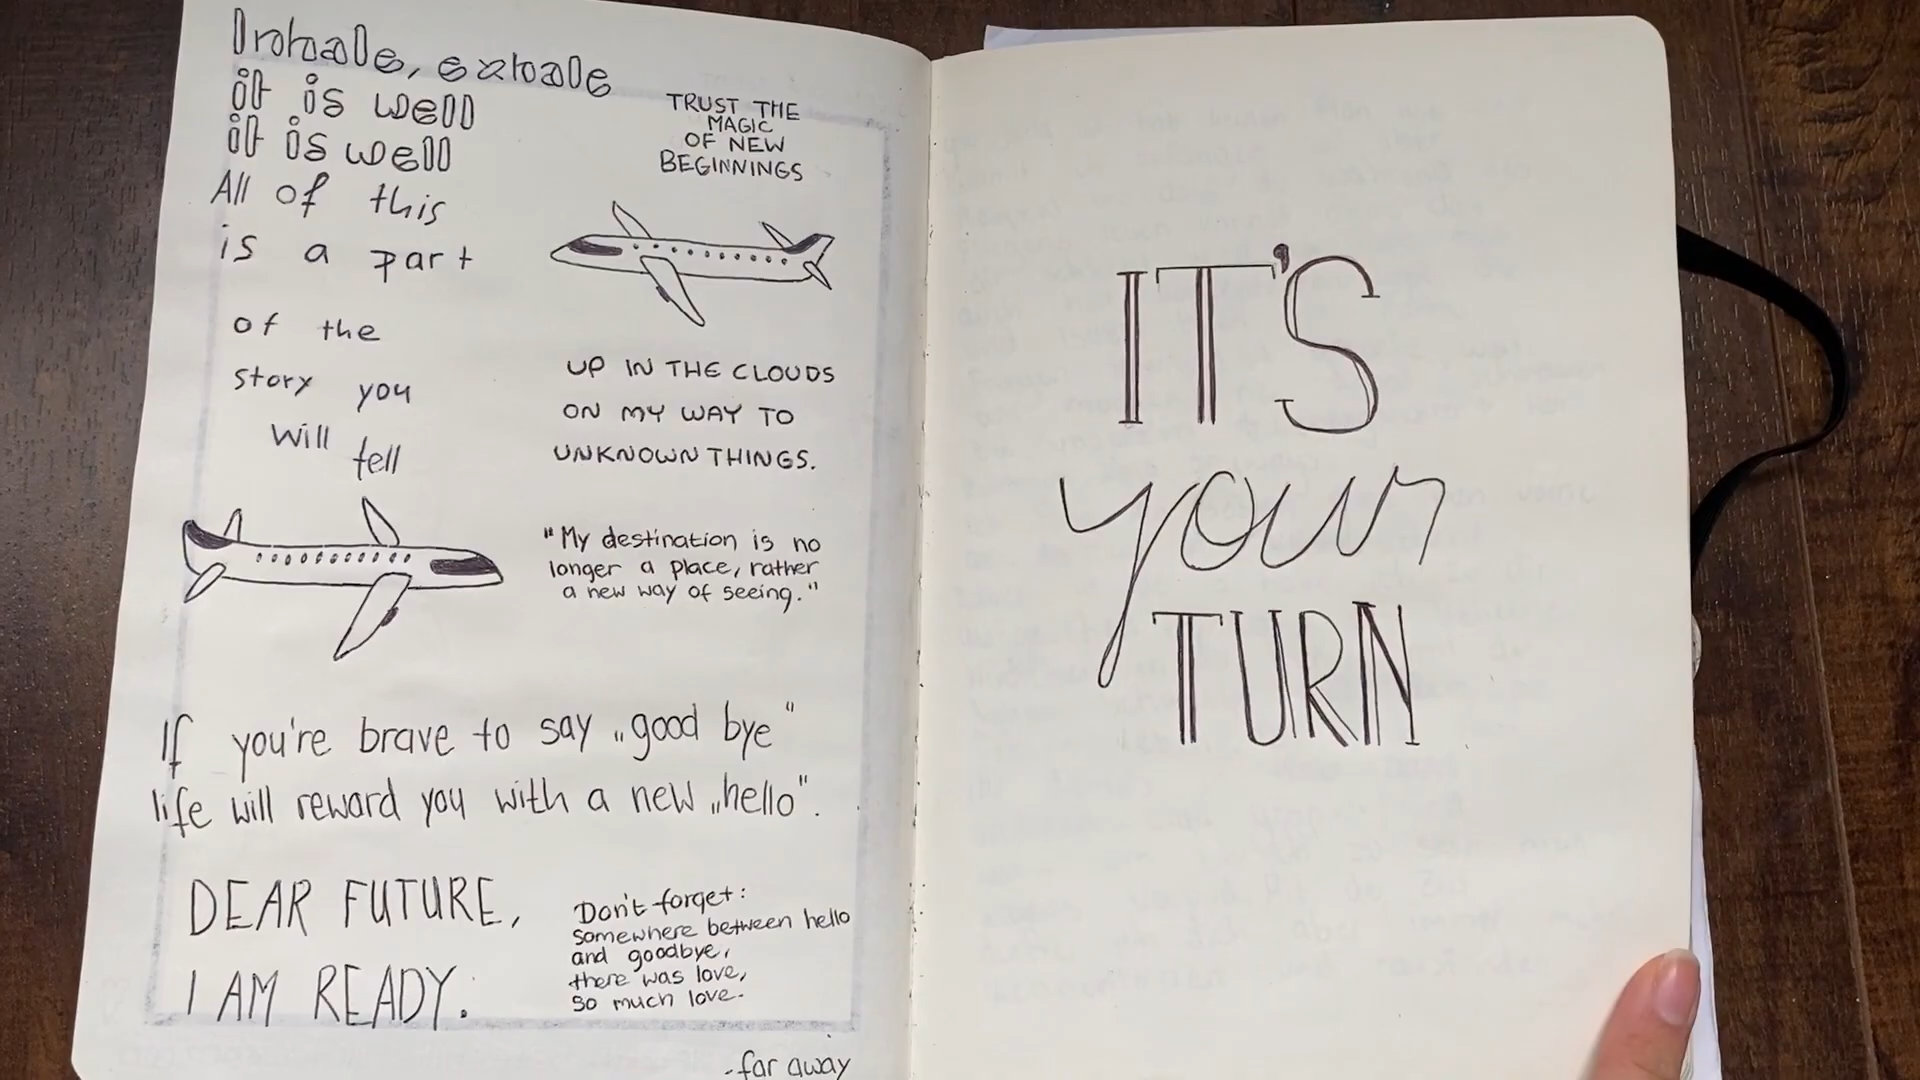 Inhale, exhale
it is well
it is well
All of this
is a part
of the
story you
will tell
TRUST THE
MAGIC
OF NEW
BEGINNINGS
UP IN THE CLOUDS
ON MY WAY TO
UNKNOWN THINGS.
"My destination is no
longer a place, rather
a new way of seeing."
If you're brave to say „good bye"
life will reward you with a new „hello".
DEAR FUTURE,
I AM READY.
Don't forget:
somewhere between hello
and goodbye,
there was love,
so much love.
-far away
IT'S
your
TURN